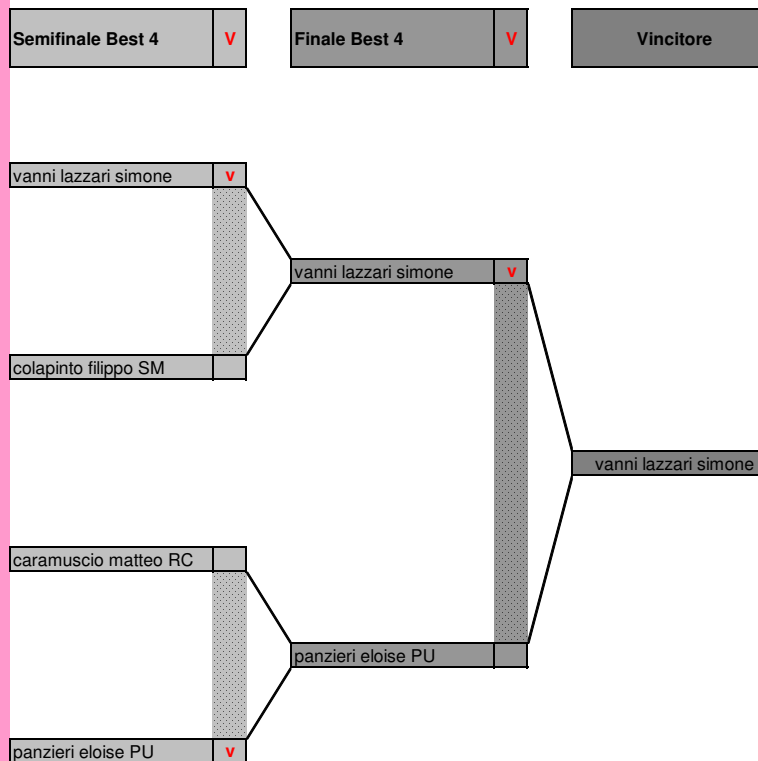 Semifinale Best 4 V Finale Best 4 V Vincitore
vanni lazzari simone v
vanni lazzari simone v
colapinto filippo SM
vanni lazzari simone
caramuscio matteo RC
panzieri eloise PU
panzieri eloise PU v